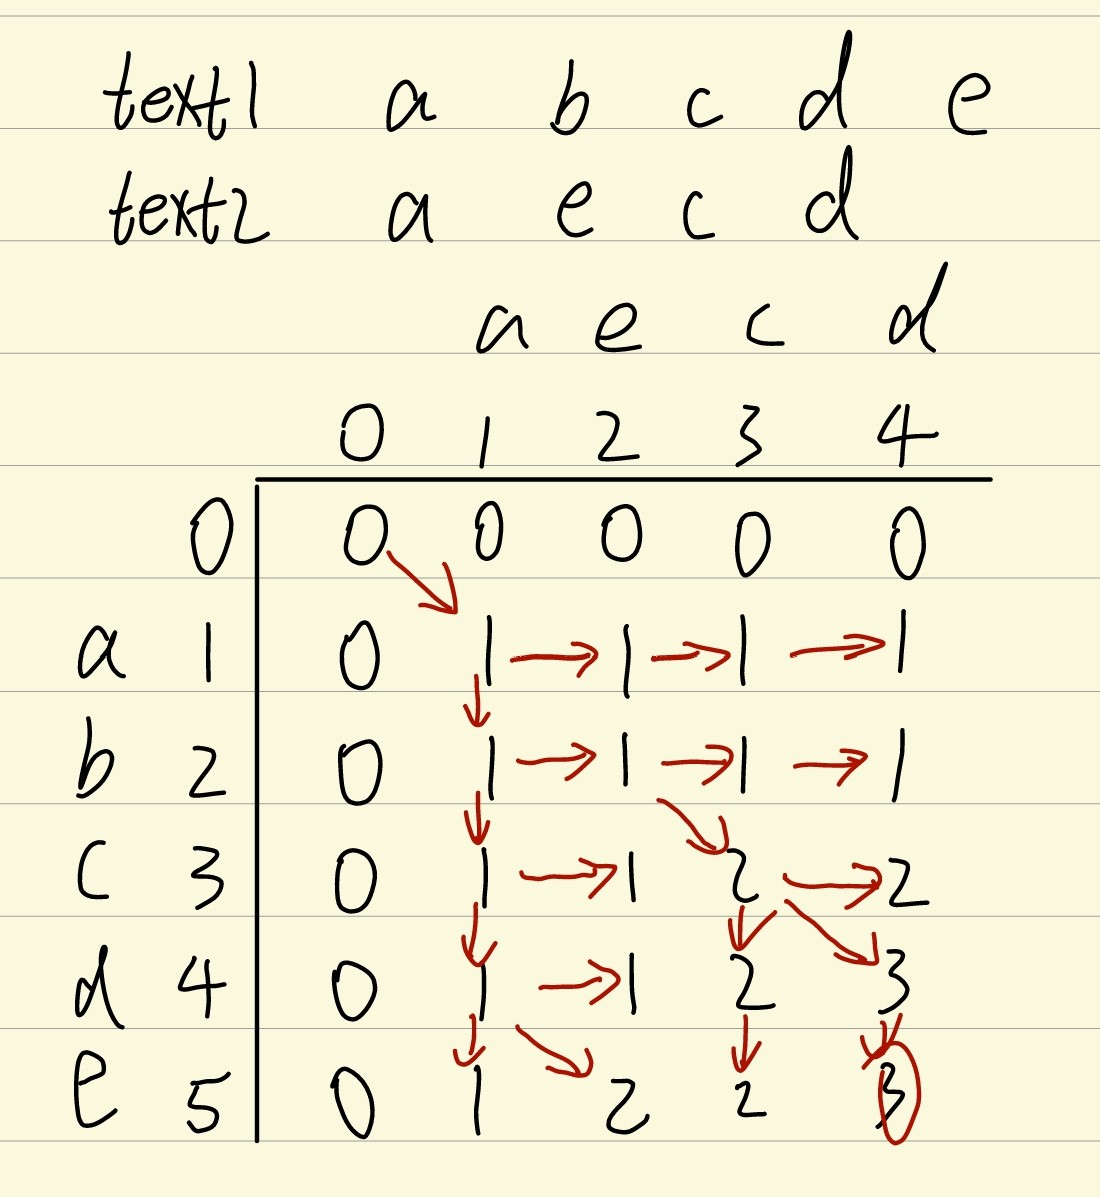 text1 a b c d e
text2 a e c d
a e c d
0 1 2 3 4
0 0 0 0 0 0
a 1 0 1 1 1 1
b 2 0 1 1 1 1
c 3 0 1 1 2 2
d 4 0 1 1 2 3
e 5 0 1 2 2 3